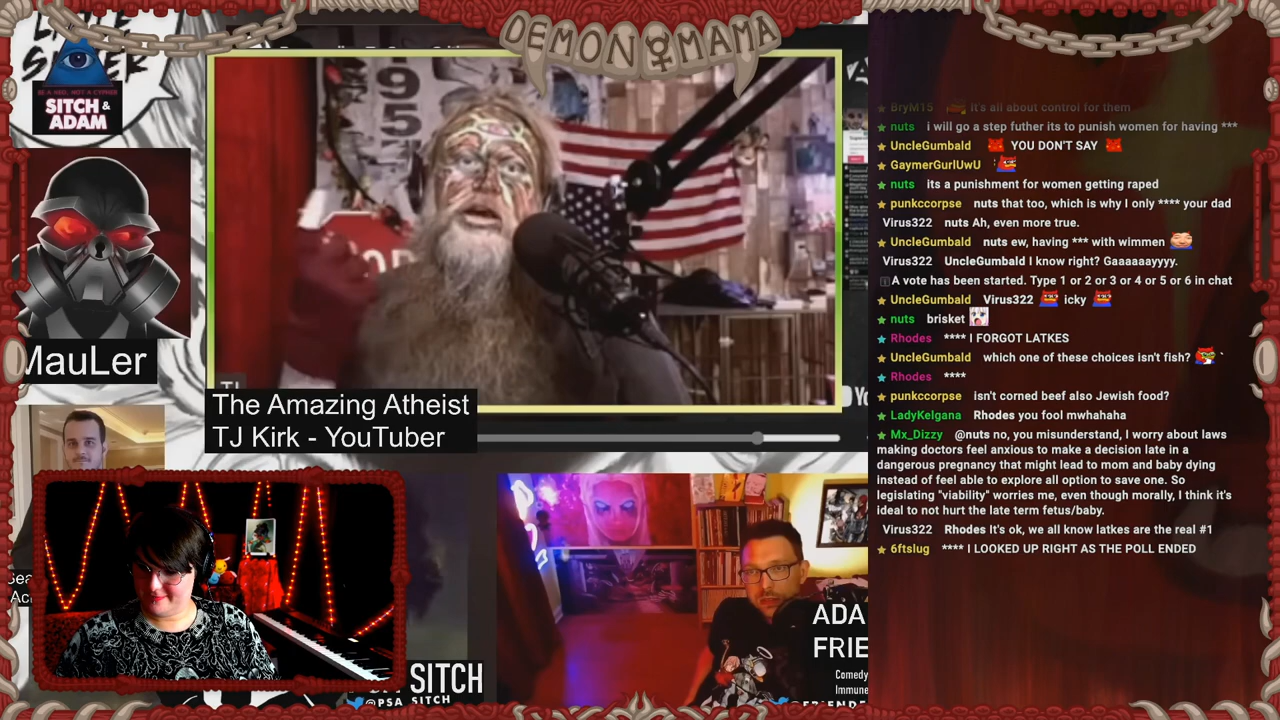 DEMON MAMA
BE A NEO, NOT A CYPHER
SITCH &
ADAM
MauLer
195
The Amazing Atheist
TJ Kirk - YouTuber
SITCH
@PSA_SITCH
ADA
FRIE
Comedy
Immune
BryM15 It's all about control for them
nuts i will go a step futher its to punish women for having ***
UncleGumbald YOU DON'T SAY
GaymerGurlUwU
nuts its a punishment for women getting raped
punkccorpse nuts that too, which is why I only **** your dad
Virus322 nuts Ah, even more true.
UncleGumbald nuts ew, having *** with wimmen
Virus322 UncleGumbald I know right? Gaaaaaayyyy.
A vote has been started. Type 1 or 2 or 3 or 4 or 5 or 6 in chat
UncleGumbald Virus322 icky
nuts brisket
Rhodes **** I FORGOT LATKES
UncleGumbald which one of these choices isn't fish? `
Rhodes ****
punkccorpse isn't corned beef also Jewish food?
LadyKelgana Rhodes you fool mwhahaha
Mx_Dizzy @nuts no, you misunderstand, I worry about laws
making doctors feel anxious to make a decision late in a
dangerous pregnancy that might lead to mom and baby dying
instead of feel able to explore all option to save one. So
legislating "viability" worries me, even though morally, I think it's
ideal to not hurt the late term fetus/baby.
Virus322 Rhodes It's ok, we all know latkes are the real #1
6ftslug **** I LOOKED UP RIGHT AS THE POLL ENDED